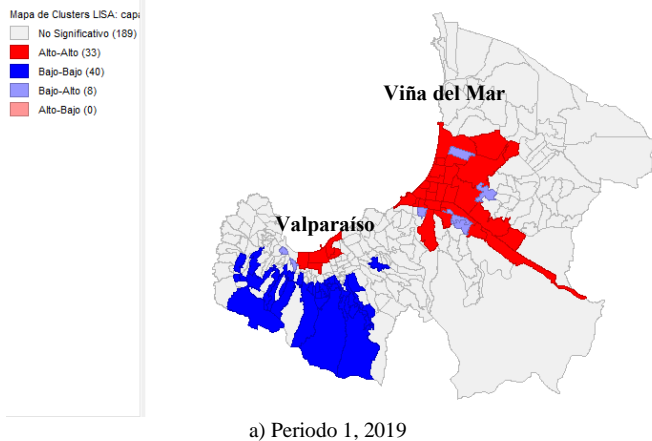 Mapa de Clusters LISA: capa
No Significativo (189)
Alto-Alto (33)
Bajo-Bajo (40)
Bajo-Alto (8)
Alto-Bajo (0)
Viña del Mar
Valparaíso
a) Periodo 1, 2019